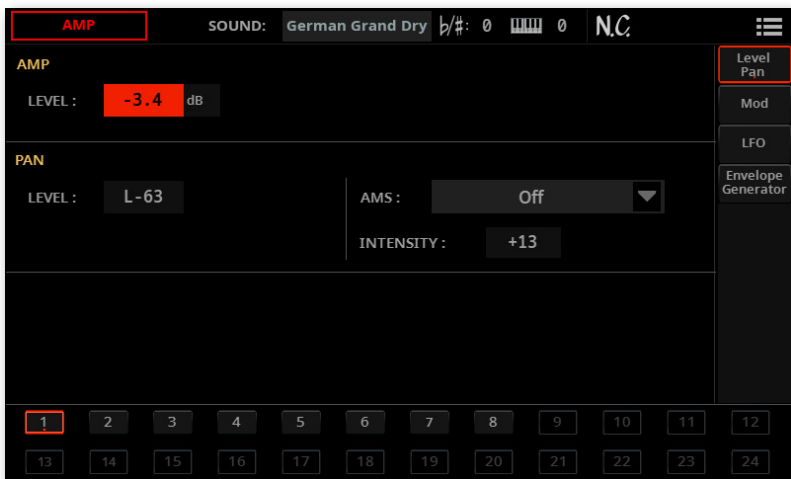 AMP SOUND: German Grand Dry ♭/#: 0 0 N.C.
AMP
LEVEL : -3.4 dB
PAN
LEVEL : L-63 AMS : Off
INTENSITY : +13
Level
Pan
Mod
LFO
Envelope
Generator
1 2 3 4 5 6 7 8 9 10 11 12
13 14 15 16 17 18 19 20 21 22 23 24